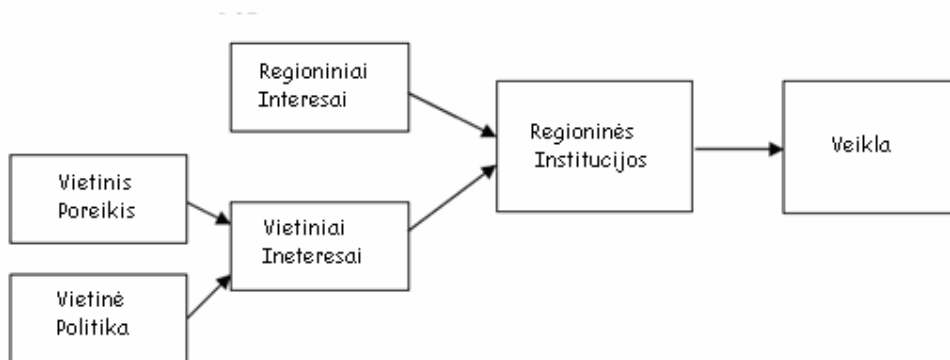 Regioniniai
Interesai
Regioninės
Institucijos
Veikla
Vietinis
Poreikis
Vietiniai
Ineteresai
Vietinė
Politika